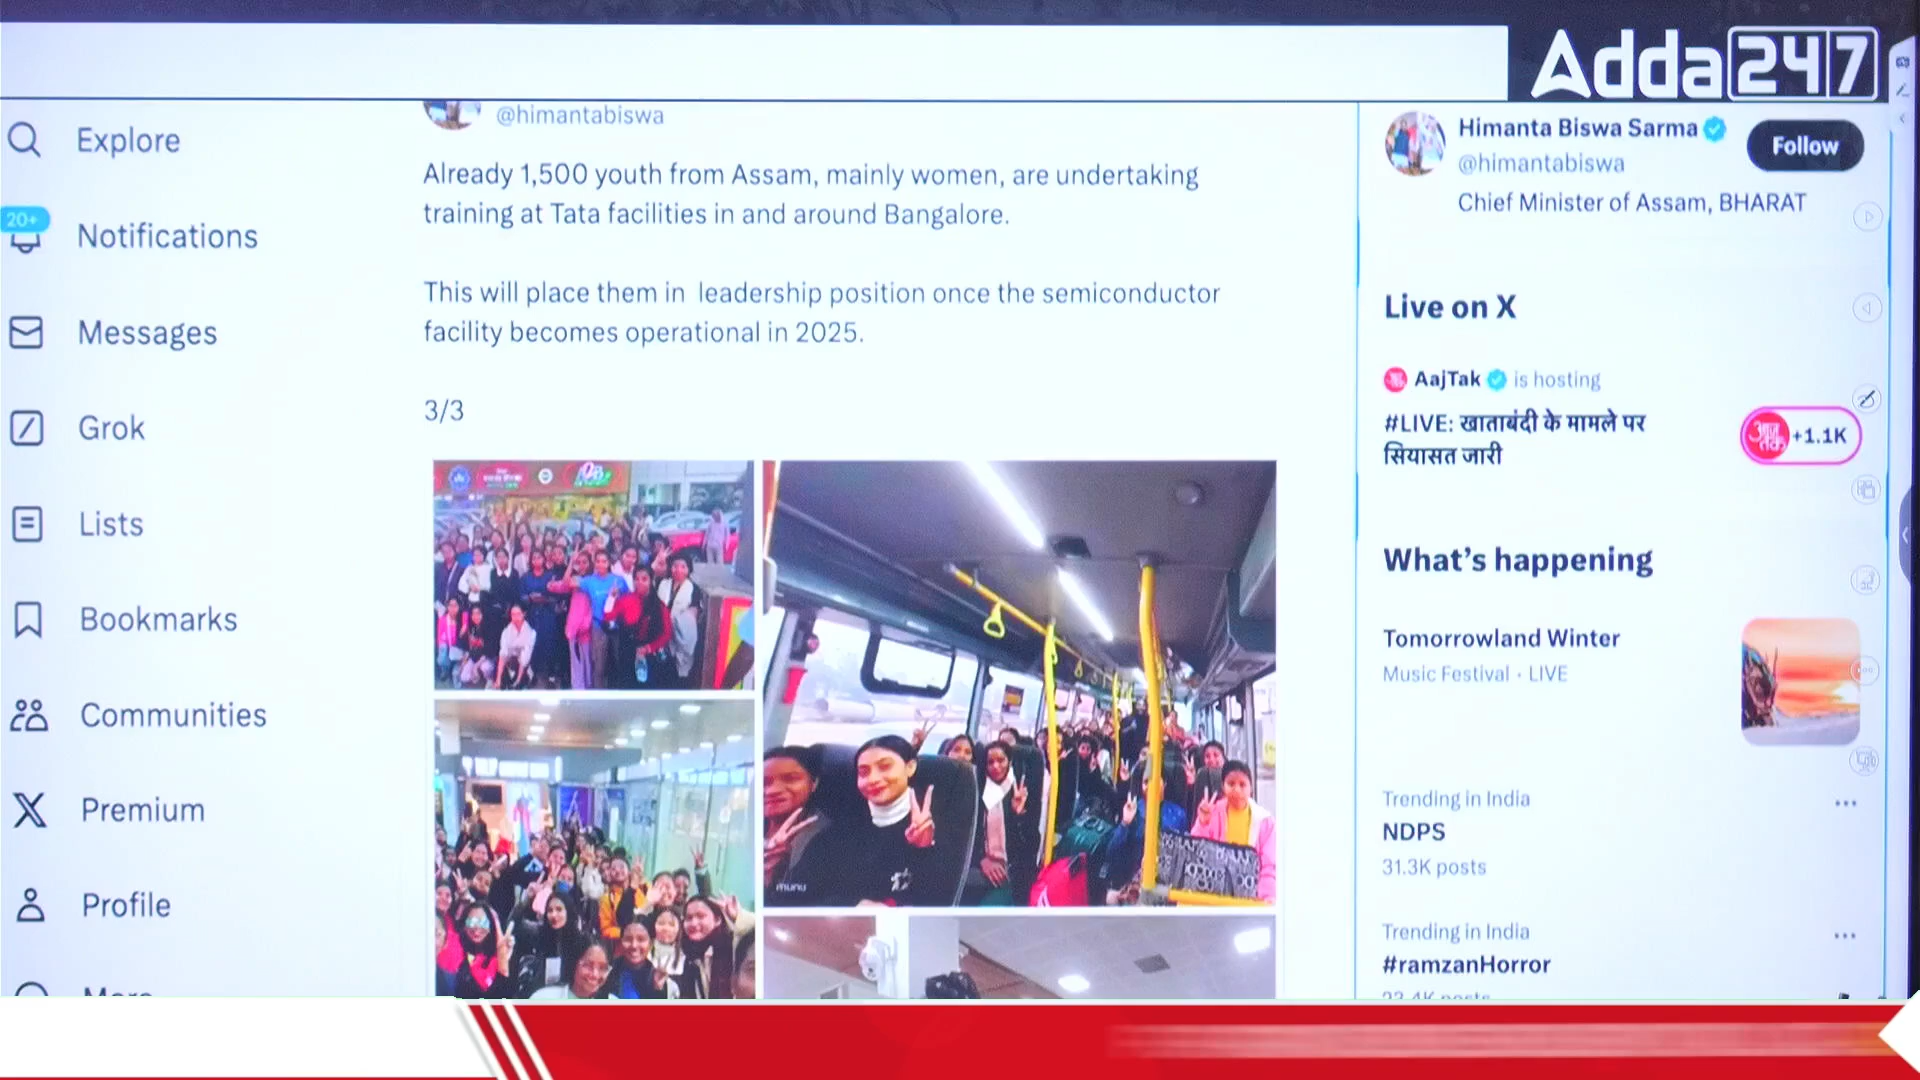 Adda247
Explore
20+
Notifications
Messages
Grok
Lists
Bookmarks
Communities
Premium
Profile
More
@himantabiswa
Already 1,500 youth from Assam, mainly women, are undertaking
training at Tata facilities in and around Bangalore.
This will place them in leadership position once the semiconductor
facility becomes operational in 2025.
3/3
Himanta Biswa Sarma
@himantabiswa
Chief Minister of Assam, BHARAT
Follow
Live on X
AajTak is hosting
#LIVE: खाताबंदी के मामले पर
सियासत जारी
आज तक
+1.1K
What's happening
Tomorrowland Winter
Music Festival · LIVE
Trending in India
NDPS
31.3K posts
Trending in India
#ramzanHorror